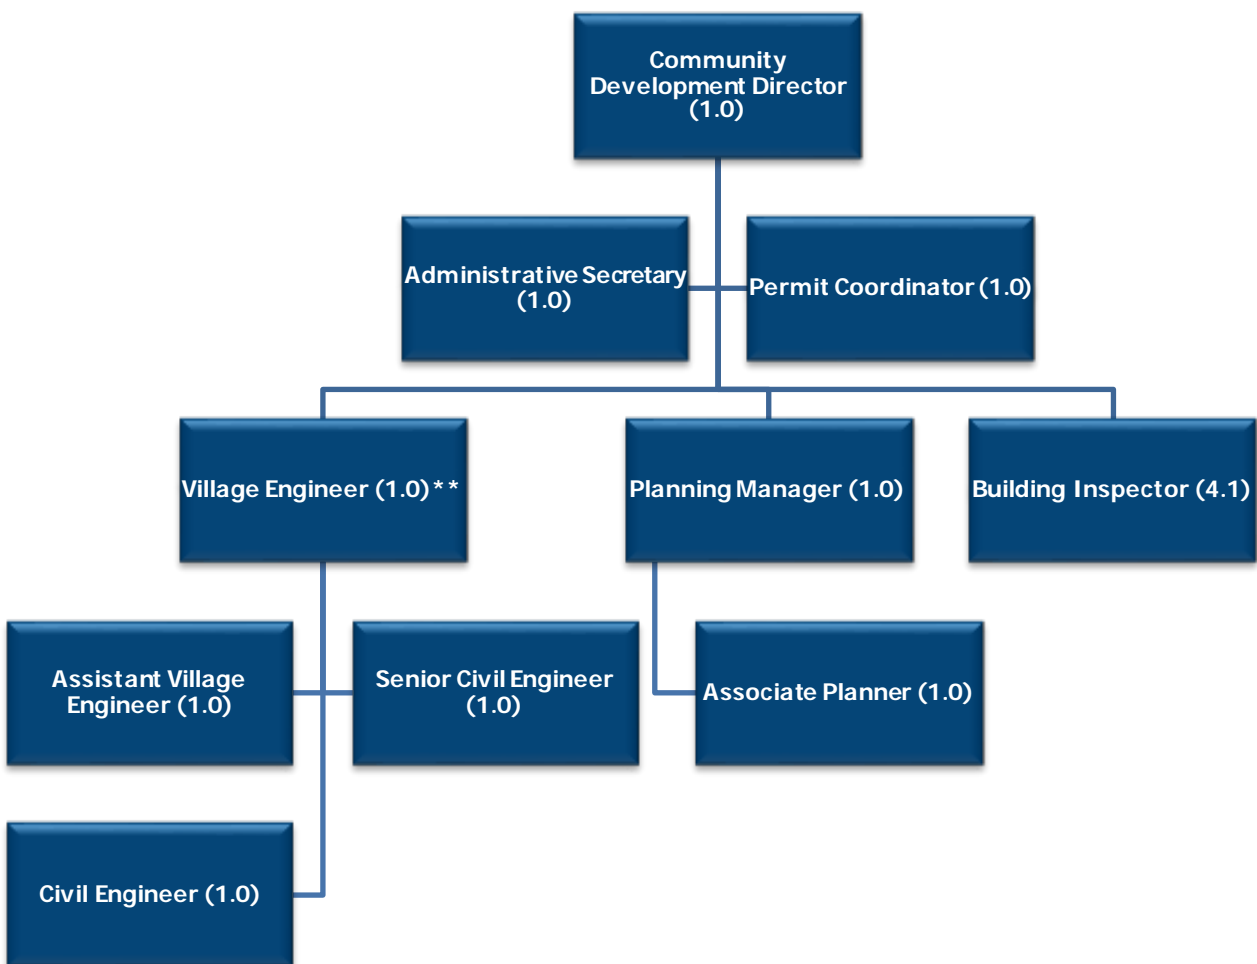 Community
Development Director
(1.0)
Administrative Secretary
(1.0)
Permit Coordinator (1.0)
Village Engineer (1.0)**
Planning Manager (1.0)
Building Inspector (4.1)
Assistant Village
Engineer (1.0)
Senior Civil Engineer
(1.0)
Associate Planner (1.0)
Civil Engineer (1.0)